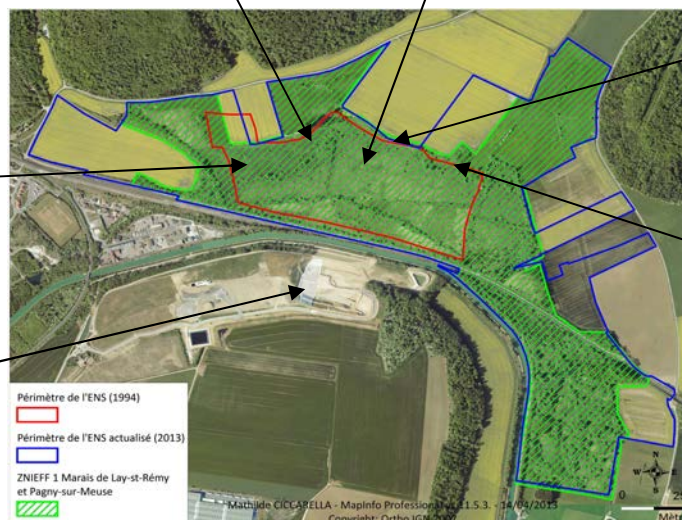 Périmètre de l'ENS (1994)
Périmètre de l'ENS actualisé (2013)
ZNIEFF 1 Marais de Lay-st-Rémy
et Pagny-sur-Meuse
N
W E
S
Mathilde CICCARELLA - MapInfo Professional 11.5.3. - 14/04/2013
Copyright: Ortho IGN
0